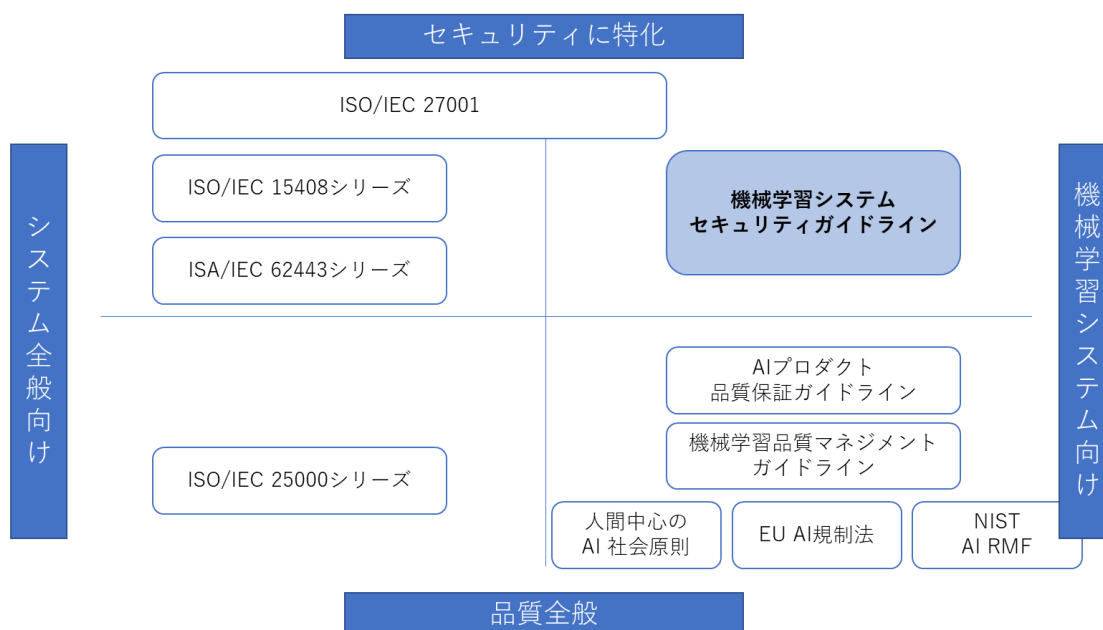 セキュリティに特化
ISO/IEC 27001
ISO/IEC 15408シリーズ
ISA/IEC 62443シリーズ
機械学習システム
セキュリティガイドライン
システム全般向け
機械学習システム向け
AIプロダクト
品質保証ガイドライン
機械学習品質マネジメント
ガイドライン
ISO/IEC 25000シリーズ
人間中心の
AI 社会原則
EU AI規制法
NIST
AI RMF
品質全般